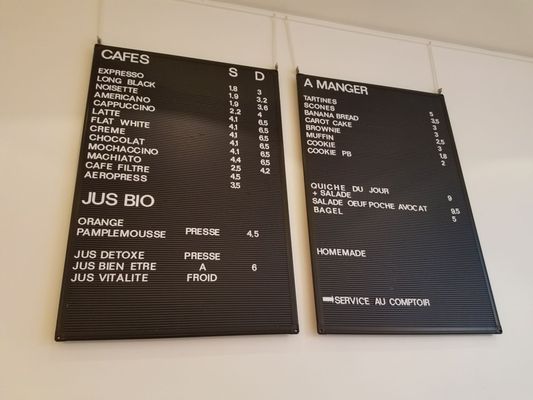 CAFES S D
EXPRESSO
LONG BLACK 1.8 3
NOISETTE 1.9 3.2
AMERICANO 1.9 3.6
CAPPUCCINO 2.2 4
LATTE 4.1 6.5
FLAT WHITE 4.1 6.5
CREME 4.1 6.5
CHOCOLAT 4.1 6.5
MOCHACCINO 4.4 6.5
MACHIATO 2.5 4.2
CAFE FILTRE 4.5
AEROPRESS 3.5
JUS BIO
ORANGE
PAMPLEMOUSSE PRESSE 4,5
JUS DETOXE PRESSE
JUS BIEN ETRE A 6
JUS VITALITE FROID
A MANGER
TARTINES
SCONES 5
BANANA BREAD 3,5
CAROT CAKE 3
BROWNIE 2,5
MUFFIN 3
COOKIE 1,8
COOKIE PB 2
QUICHE DU JOUR
+ SALADE 9
SALADE OEUF POCHE AVOCAT 9,5
BAGEL 5
HOMEMADE
SERVICE AU COMPTOIR